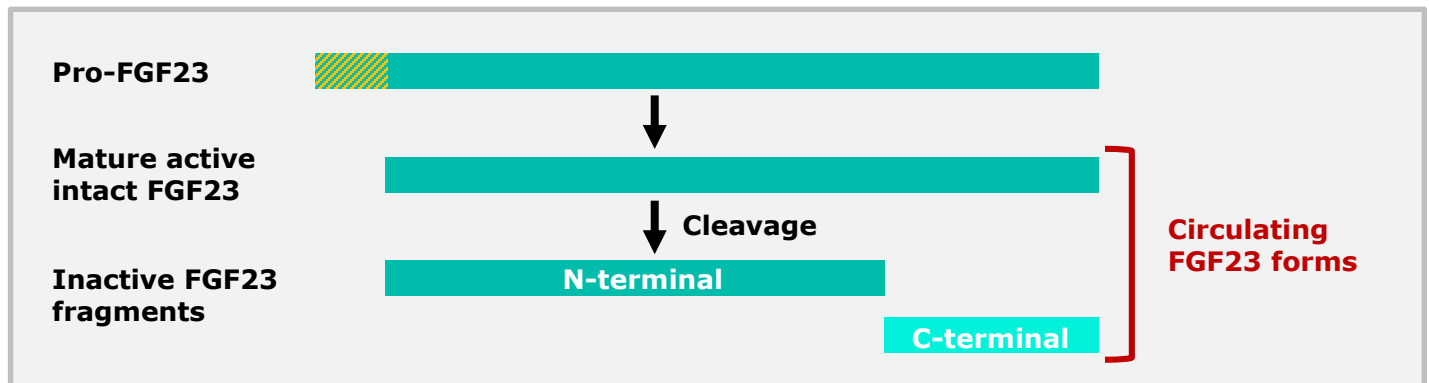 Pro-FGF23
Mature active
intact FGF23
Cleavage
Circulating
FGF23 forms
Inactive FGF23
fragments
N-terminal
C-terminal